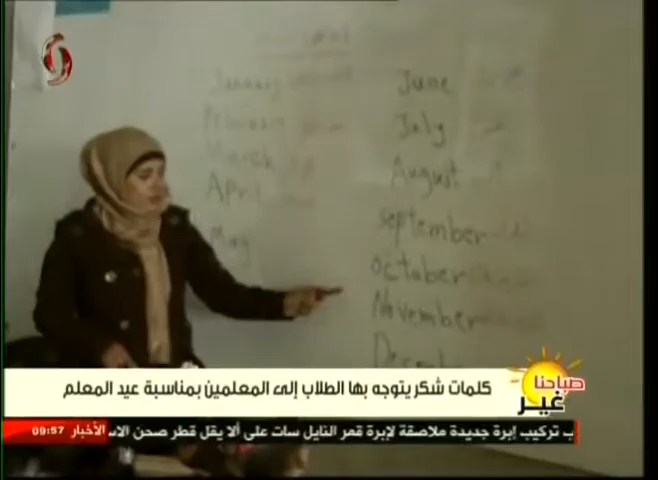 January
February
March
April
May
June
July
August
september
october
November
كلمات شكر يتوجه بها الطلاب إلى المعلمين بمناسبة عيد المعلم
صباحنا
غير
09:57
الأخبار
ب تركيب إبرة جديدة ملاصقة لإبرة قمر النايل سات على ألا يقل قطر صحن الاس